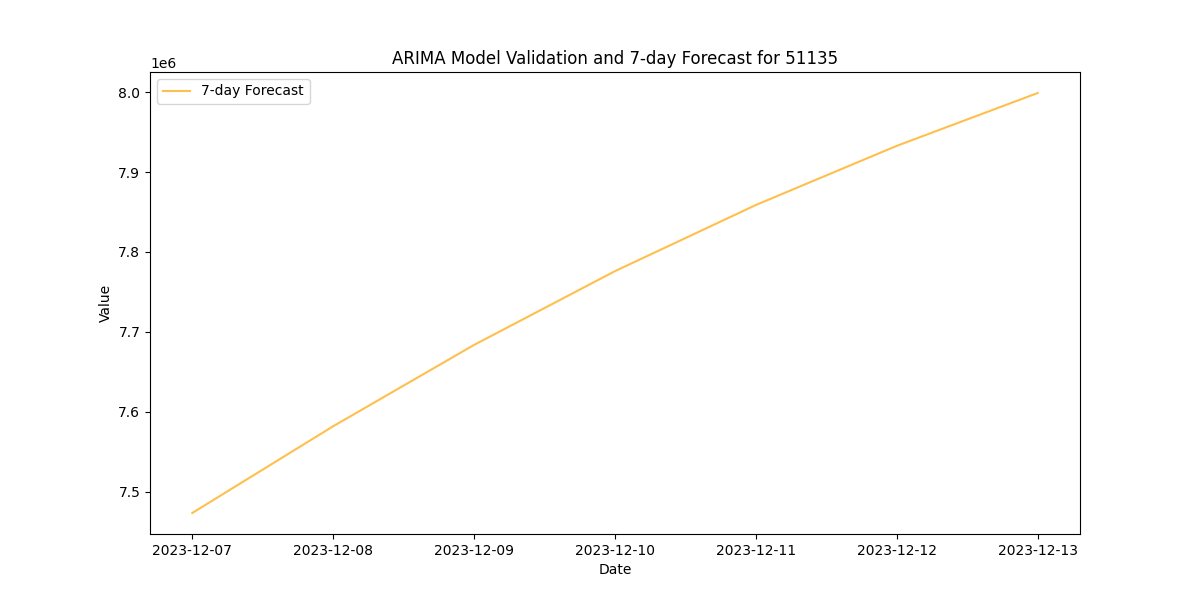 ARIMA Model Validation and 7-day Forecast for 51135
1e6
7-day Forecast
8.0
7.9
7.8
7.7
7.6
7.5
Value
2023-12-07 2023-12-08 2023-12-09 2023-12-10 2023-12-11 2023-12-12 2023-12-13
Date